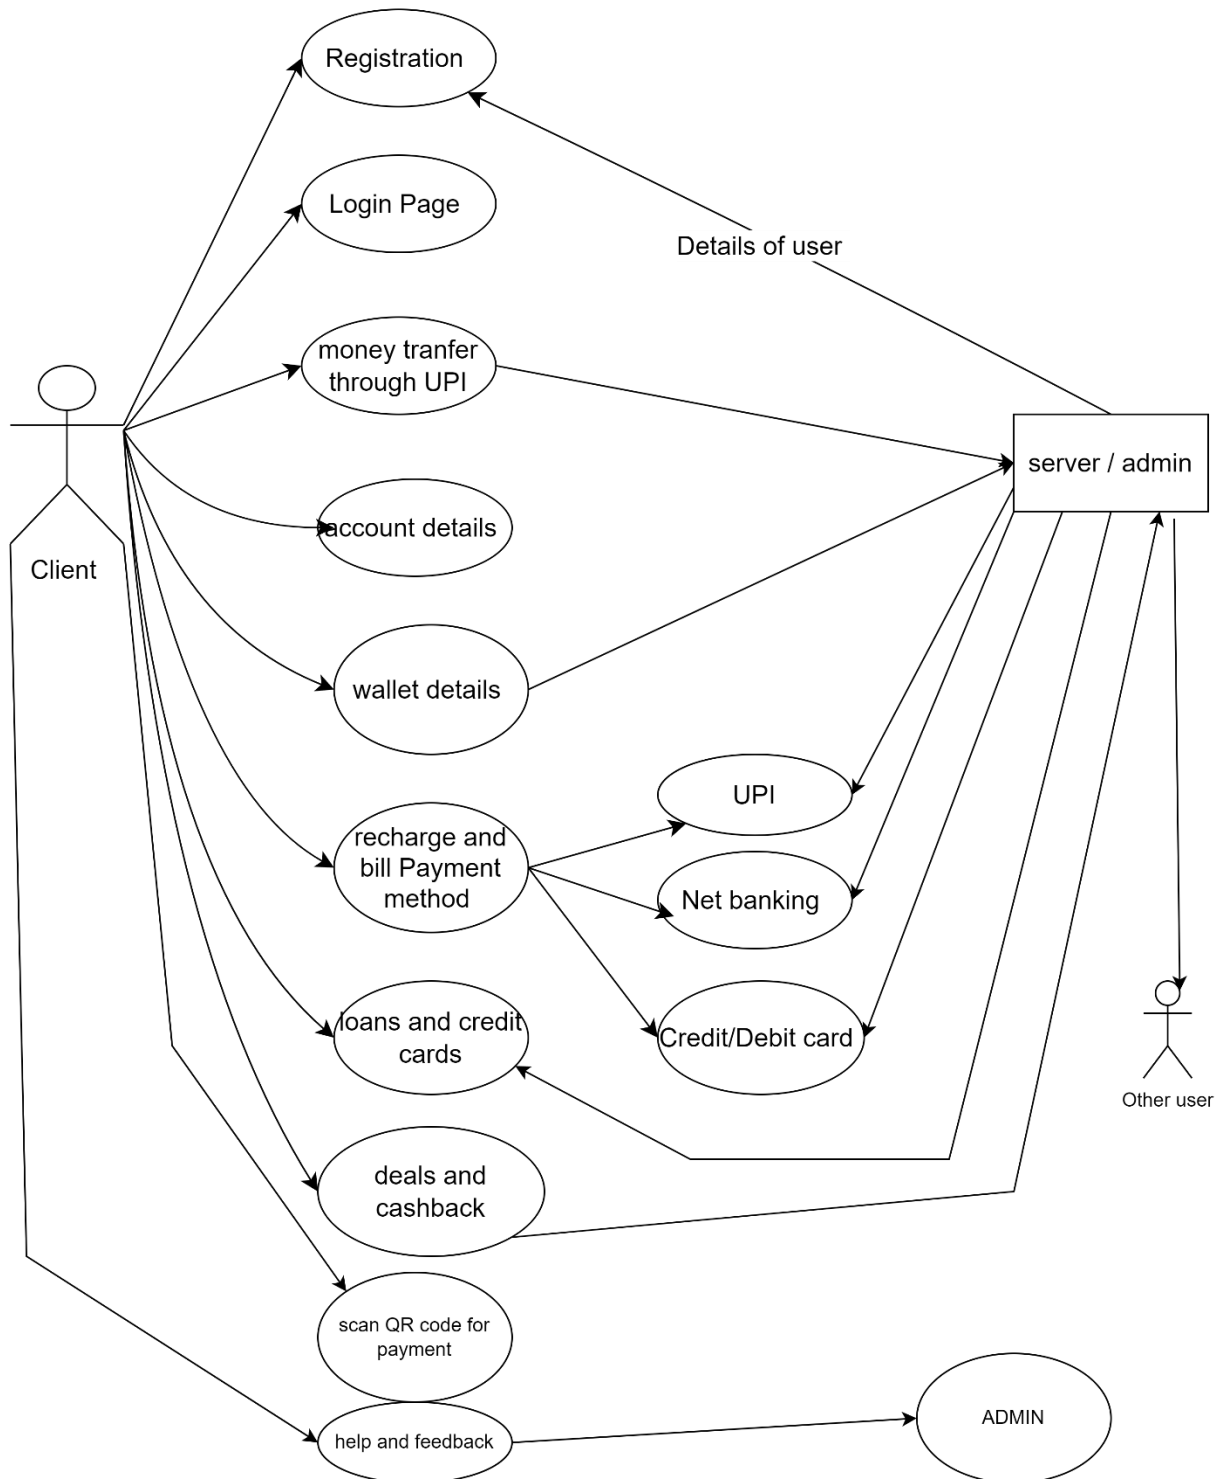 Registration
Login Page
Details of user
money tranfer
through UPI
server / admin
account details
Client
wallet details
UPI
recharge and
bill Payment
method
Net banking
loans and credit
cards
Credit/Debit card
Other user
deals and
cashback
scan QR code for
payment
help and feedback
ADMIN